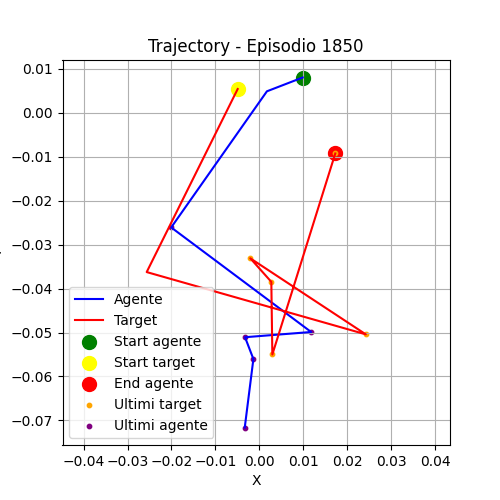 Trajectory - Episodio 1850
0.01
0.00
−0.01
−0.02
−0.03
−0.04
−0.05
−0.06
−0.07
Agente
Target
Start agente
Start target
End agente
Ultimi target
Ultimi agente
−0.04 −0.03 −0.02 −0.01 0.00 0.01 0.02 0.03 0.04
X